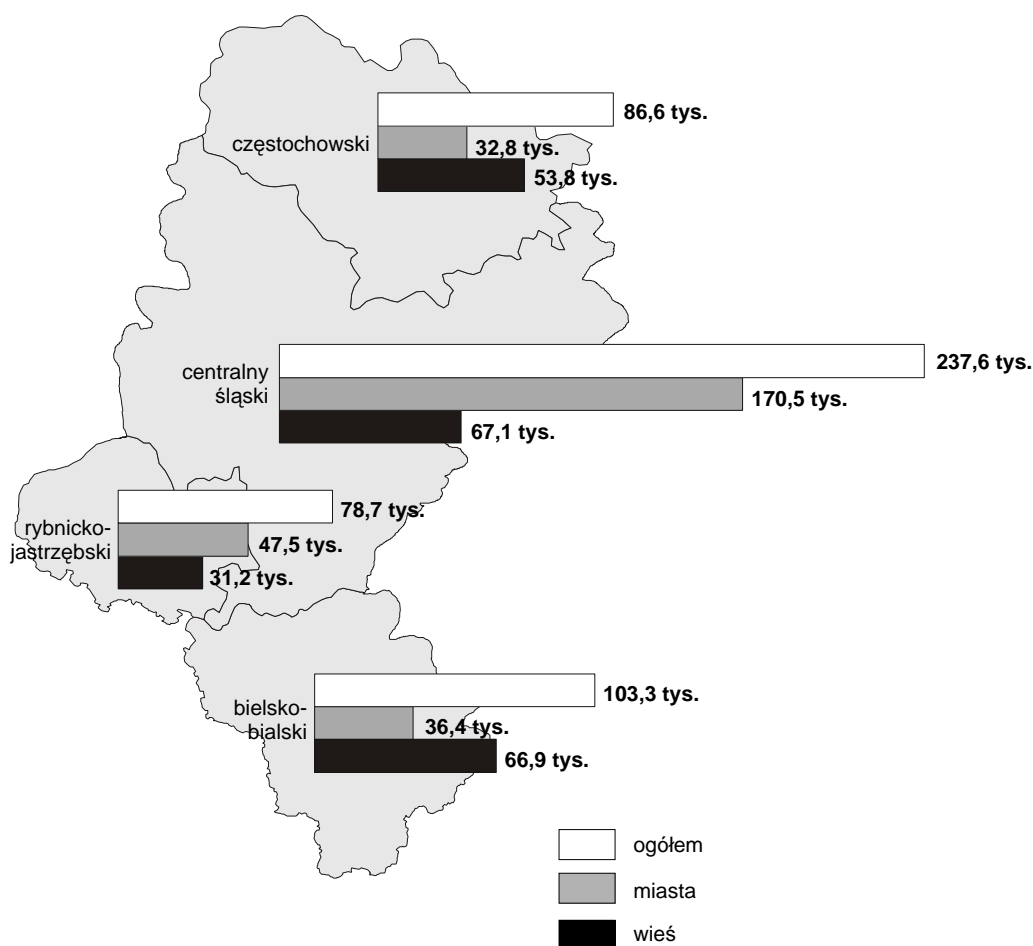 86,6 tys.
częstochowski
32,8 tys.
53,8 tys.
237,6 tys.
centralny
śląski
170,5 tys.
67,1 tys.
78,7 tys.
rybnicko-
jastrzębski
47,5 tys.
31,2 tys.
103,3 tys.
bielsko-
bialski
36,4 tys.
66,9 tys.
ogółem
miasta
wieś